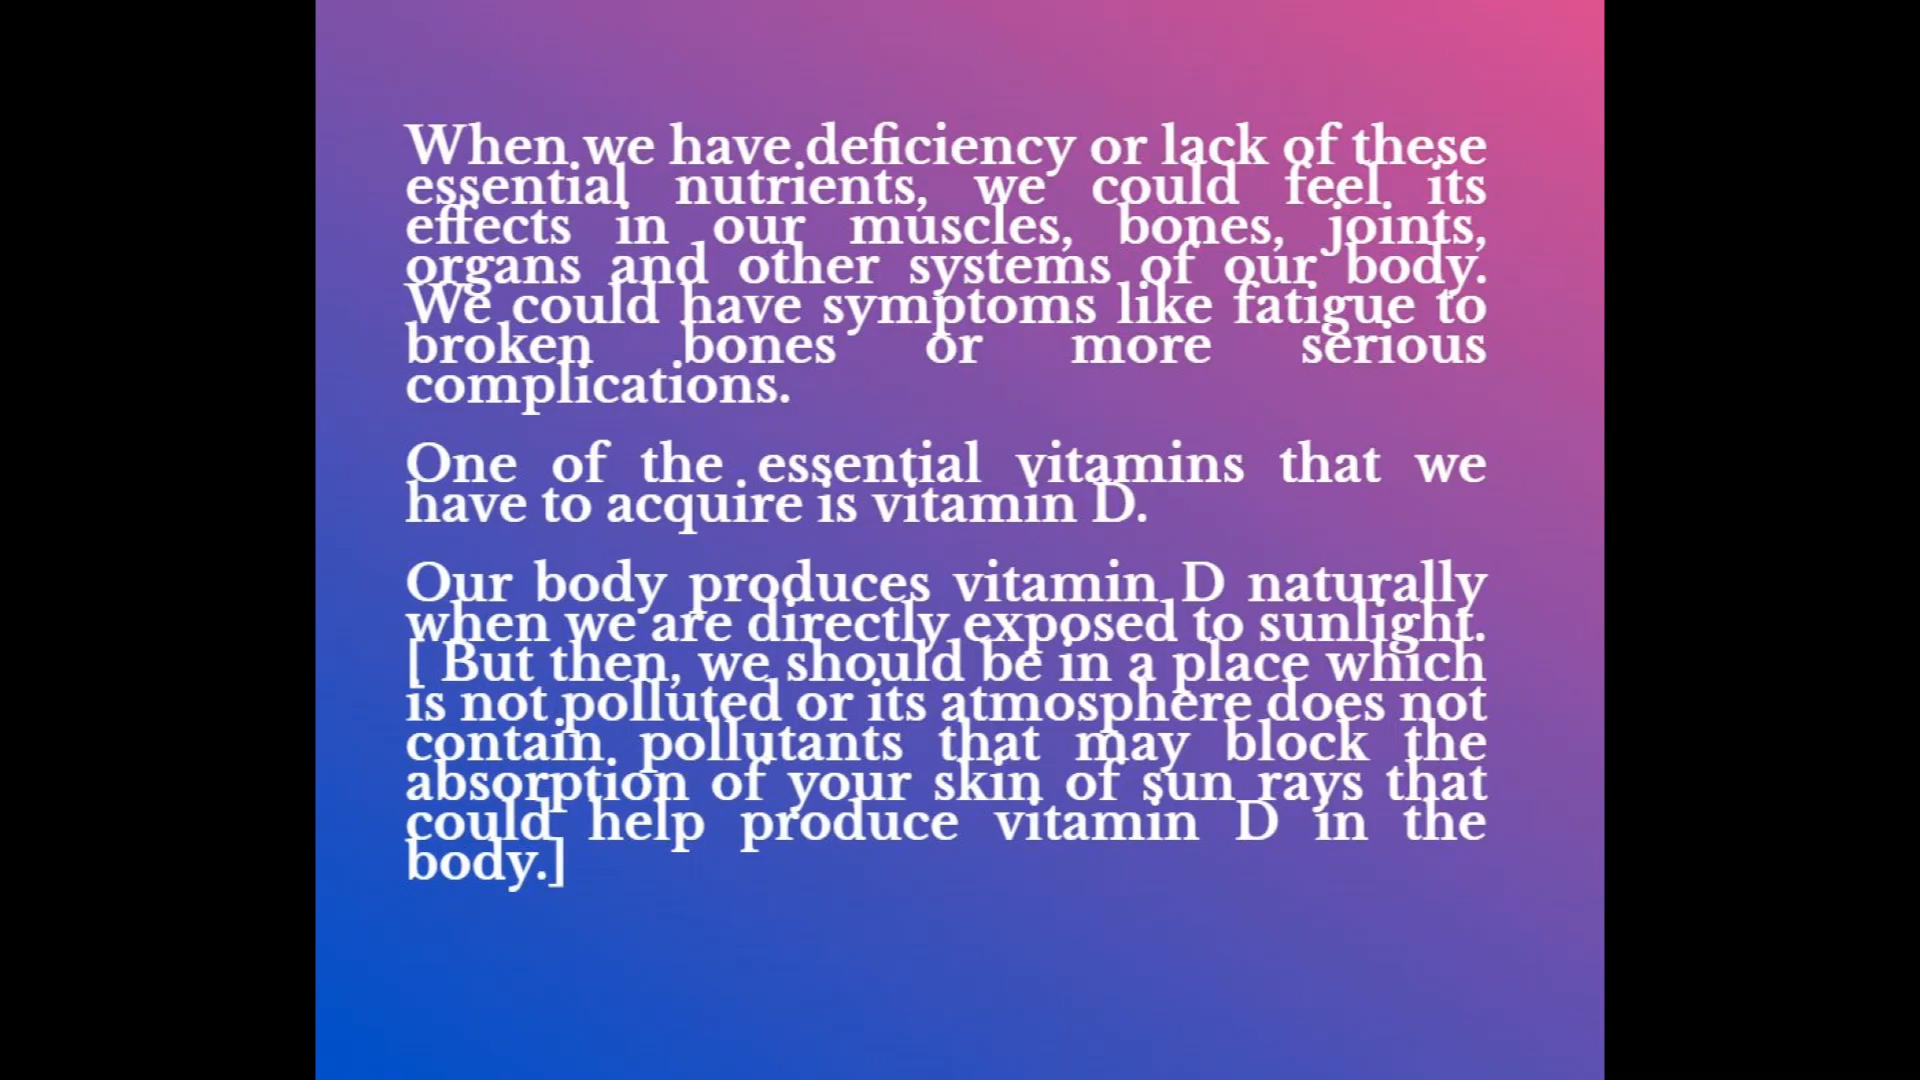 When we have deficiency or lack of these
essential nutrients, we could feel its
effects in our muscles, bones, joints,
organs and other systems of our body.
We could have symptoms like fatigue to
broken bones or more serious
complications.
One of the essential vitamins that we
have to acquire is vitamin D.
Our body produces vitamin D naturally
when we are directly exposed to sunlight.
[ But then, we should be in a place which
is not polluted or its atmosphere does not
contain pollutants that may block the
absorption of your skin of sun rays that
could help produce vitamin D in the
body.]